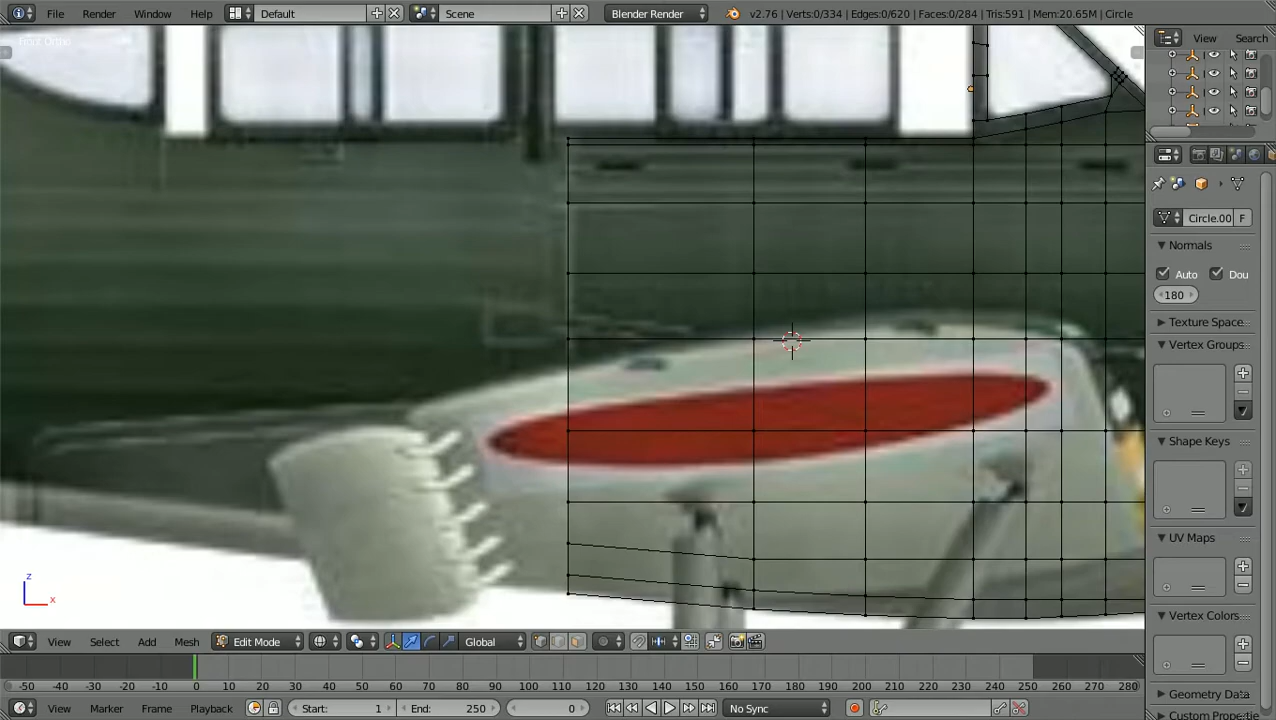 File Render Window Help Default Scene Blender Render v2.76 | Verts:0/334 | Edges:0/620 | Faces:0/284 | Tris:591 | Mem:20.65M | Circle
Front Ortho
View Search
Circle.00 F
Normals
Auto Dou
180
Texture Space
Vertex Groups
Shape Keys
UV Maps
Vertex Colors
Geometry Data
Custom Properties
z
x
View Select Add Mesh Edit Mode Global
-50 -40 -30 -20 -10 0 10 20 30 40 50 60 70 80 90 100 110 120 130 140 150 160 170 180 190 200 210 220 230 240 250 260 270 280
View Marker Frame Playback Start: 1 End: 250 0 No Sync